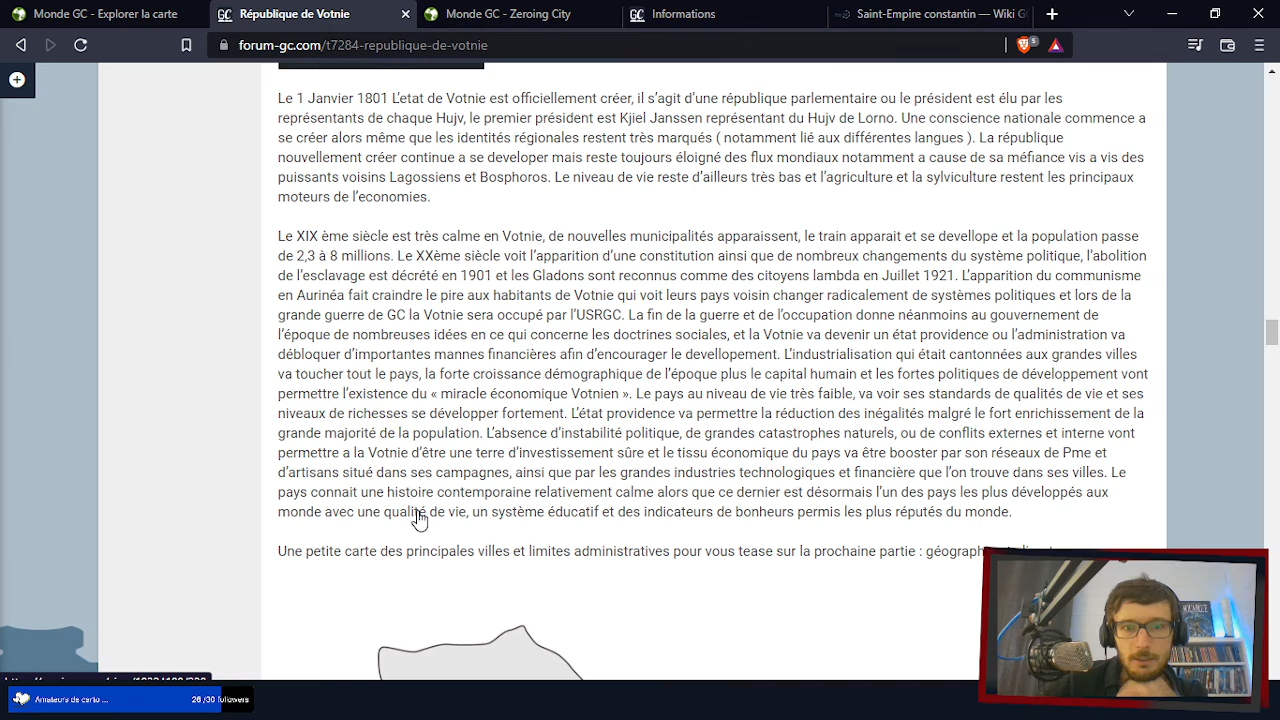 Monde GC - Explorer la carte
République de Votnie
Monde GC - Zeroing City
Informations
Saint-Empire constantin — Wiki GC
forum-gc.com/t7284-republique-de-votnie
5
Le 1 Janvier 1801 L'etat de Votnie est officiellement créer, il s'agit d'une république parlementaire ou le président est élu par les
représentants de chaque Hujv, le premier président est Kjiel Janssen représentant du Hujv de Lorno. Une conscience nationale commence a
se créer alors même que les identités régionales restent très marqués ( notamment lié aux différentes langues ). La république
nouvellement créer continue a se developer mais reste toujours éloigné des flux mondiaux notamment a cause de sa méfiance vis a vis des
puissants voisins Lagossiens et Bosphoros. Le niveau de vie reste d'ailleurs très bas et l'agriculture et la sylviculture restent les principaux
moteurs de l'economies.
Le XIX ème siècle est très calme en Votnie, de nouvelles municipalités apparaissent, le train apparait et se devellope et la population passe
de 2,3 à 8 millions. Le XXème siècle voit l'apparition d'une constitution ainsi que de nombreux changements du système politique, l'abolition
de l'esclavage est décrété en 1901 et les Gladons sont reconnus comme des citoyens lambda en Juillet 1921. L'apparition du communisme
en Aurinéa fait craindre le pire aux habitants de Votnie qui voit leurs pays voisin changer radicalement de systèmes politiques et lors de la
grande guerre de GC la Votnie sera occupé par l'USRGC. La fin de la guerre et de l'occupation donne néanmoins au gouvernement de
l'époque de nombreuses idées en ce qui concerne les doctrines sociales, et la Votnie va devenir un état providence ou l'administration va
débloquer d'importantes mannes financières afin d'encourager le devellopement. L'industrialisation qui était cantonnées aux grandes villes
va toucher tout le pays, la forte croissance démographique de l'époque plus le capital humain et les fortes politiques de développement vont
permettre l'existence du « miracle économique Votnien ». Le pays au niveau de vie très faible, va voir ses standards de qualités de vie et ses
niveaux de richesses se développer fortement. L'état providence va permettre la réduction des inégalités malgré le fort enrichissement de la
grande majorité de la population. L'absence d'instabilité politique, de grandes catastrophes naturels, ou de conflits externes et interne vont
permettre a la Votnie d'être une terre d'investissement sûre et le tissu économique du pays va être booster par son réseaux de Pme et
d'artisans situé dans ses campagnes, ainsi que par les grandes industries technologiques et financière que l'on trouve dans ses villes. Le
pays connait une histoire contemporaine relativement calme alors que ce dernier est désormais l'un des pays les plus développés aux
monde avec une qualité de vie, un système éducatif et des indicateurs de bonheurs permis les plus réputés du monde.
Une petite carte des principales villes et limites administratives pour vous tease sur la prochaine partie :
Amateurs de carto ...
26 /30 followers